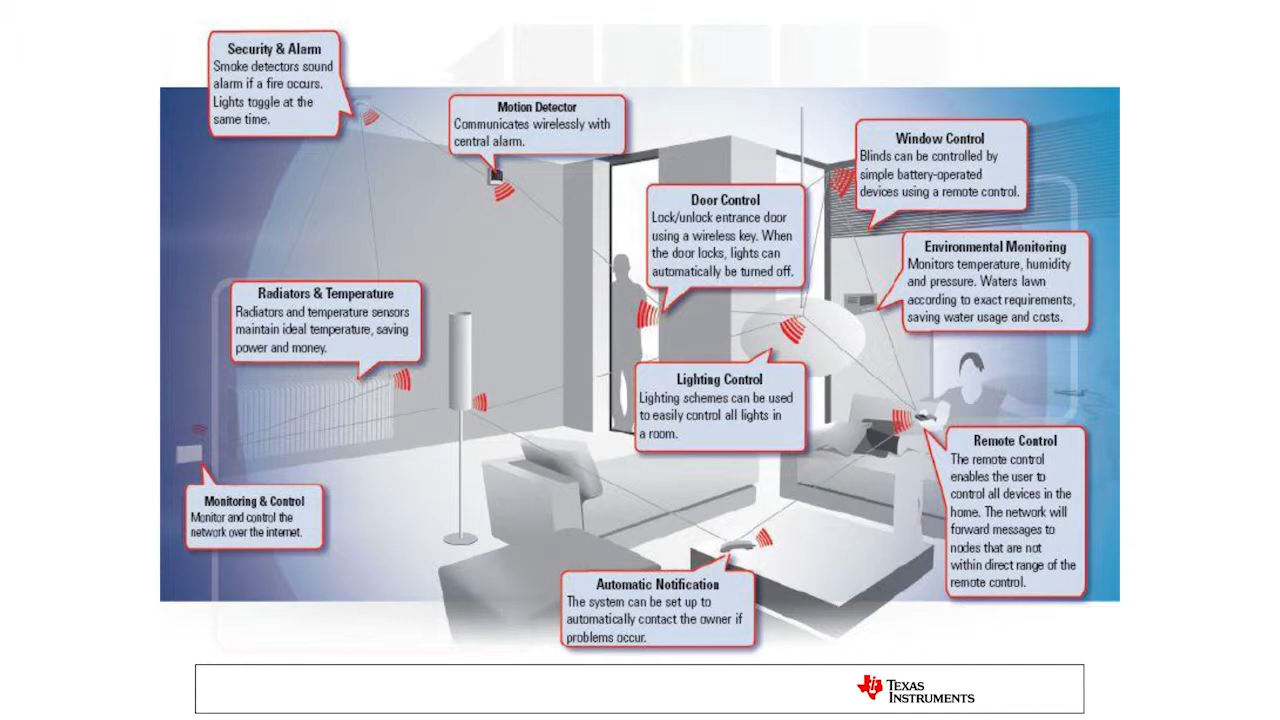 Security & Alarm
Smoke detectors sound
alarm if a fire occurs.
Lights toggle at the
same time.
Motion Detector
Communicates wirelessly with
central alarm.
Window Control
Blinds can be controlled by
simple battery-operated
devices using a remote control.
Door Control
Lock/unlock entrance door
using a wireless key. When
the door locks, lights can
automatically be turned off.
Environmental Monitoring
Monitors temperature, humidity
and pressure. Waters lawn
according to exact requirements,
saving water usage and costs.
Radiators & Temperature
Radiators and temperature sensors
maintain ideal temperature, saving
power and money.
Lighting Control
Lighting schemes can be used
to easily control all lights in
a room.
Remote Control
The remote control
enables the user to
control all devices in the
home. The network will
forward messages to
nodes that are not
within direct range of the
remote control.
Monitoring & Control
Monitor and control the
network over the internet.
Automatic Notification
The system can be set up to
automatically contact the owner if
problems occur.
TEXAS
INSTRUMENTS